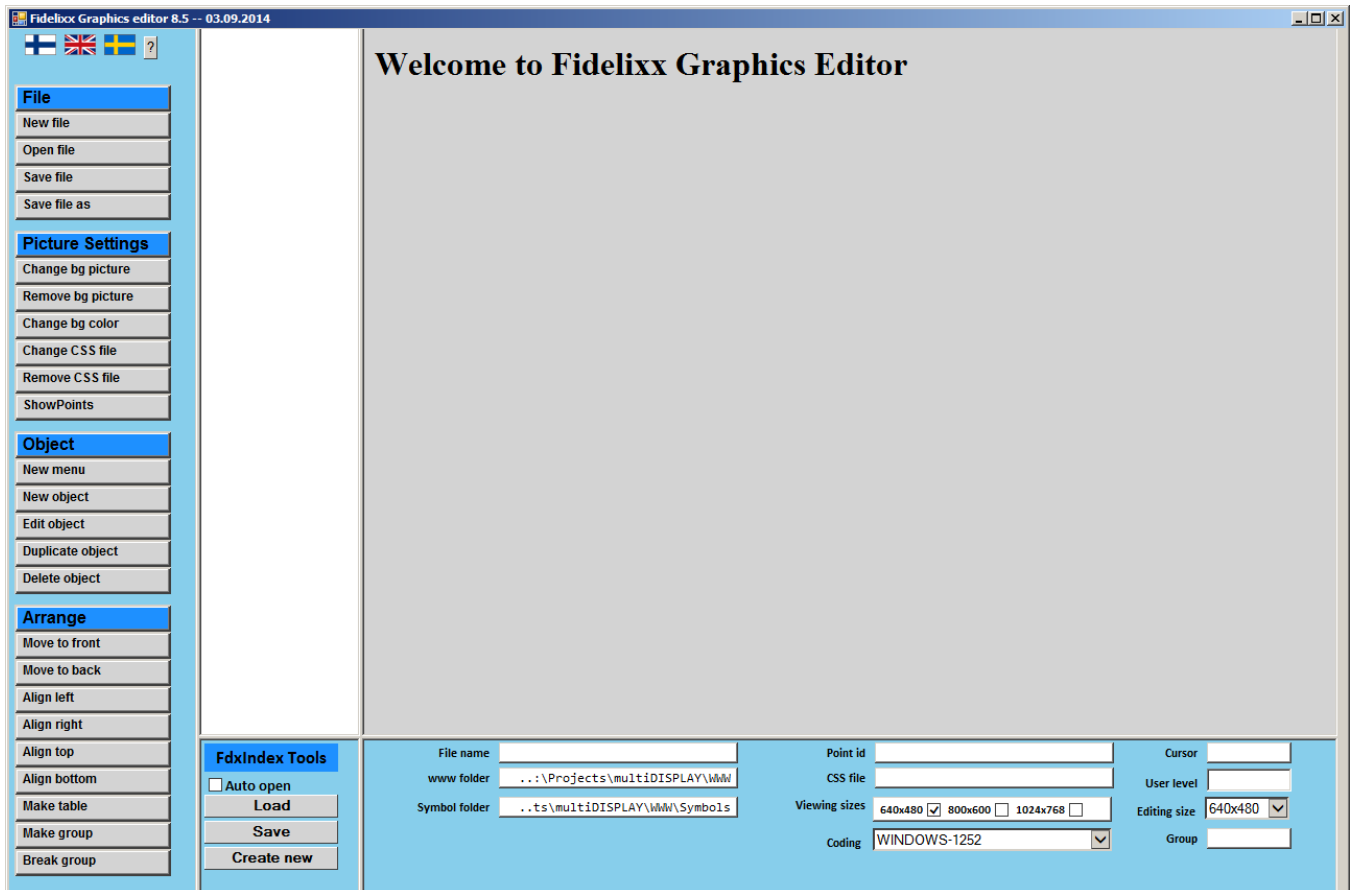 Fidelixx Graphics editor 8.5 -- 03.09.2014
?
File
New file
Open file
Save file
Save file as
Picture Settings
Change bg picture
Remove bg picture
Change bg color
Change CSS file
Remove CSS file
ShowPoints
Object
New menu
New object
Edit object
Duplicate object
Delete object
Arrange
Move to front
Move to back
Align left
Align right
Align top
Align bottom
Make table
Make group
Break group
Welcome to Fidelixx Graphics Editor
FdxIndex Tools
Auto open
Load
Save
Create new
File name
www folder ..:\Projects\multiDISPLAY\WWW
Symbol folder ..ts\multiDISPLAY\WWW\Symbols
Point id
CSS file
Viewing sizes 640x480 800x600 1024x768
Coding WINDOWS-1252
Cursor
User level
Editing size 640x480
Group